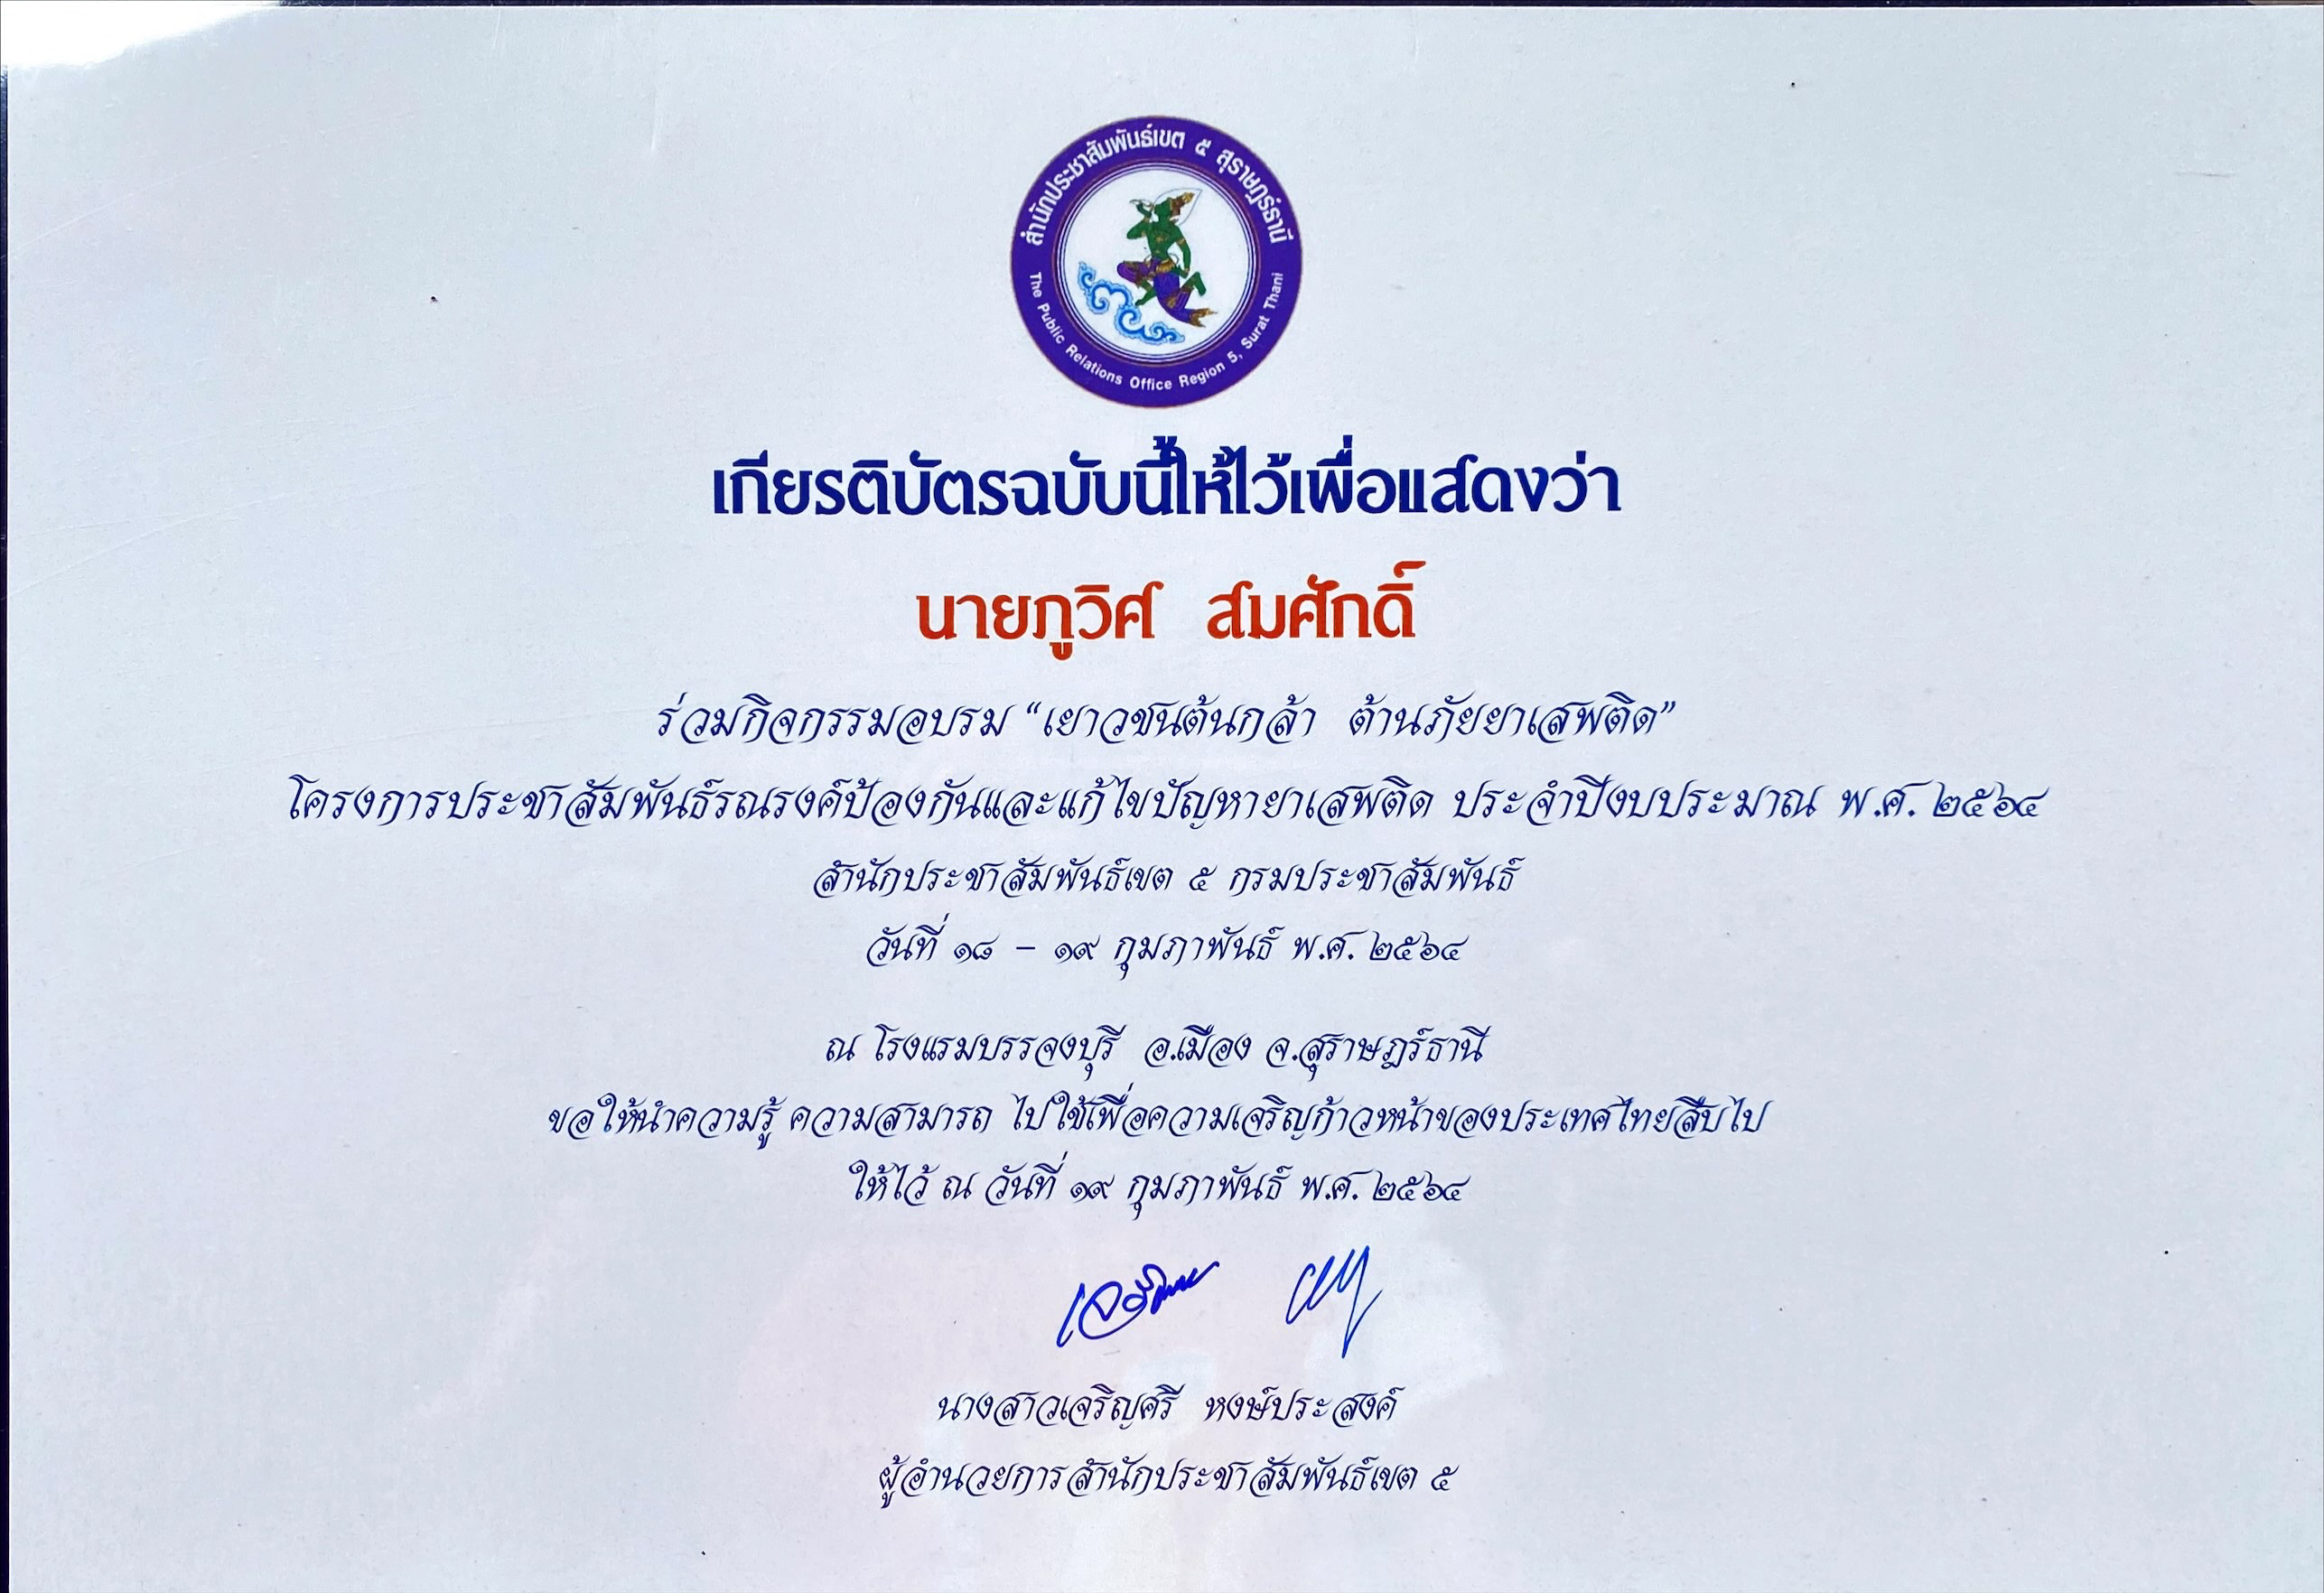 สำนักประชาสัมพันธ์เขต ๕ สุราษฎร์ธานี
The Public Relations Office Region 5, Surat Thani
เกียรติบัตรฉบับนี้ให้ไว้เพื่อแสดงว่า
นายภูวิศ สมศักดิ์
ร่วมกิจกรรมอบรม “เยาวชนต้นกล้า ต้านภัยยาเสพติด”
โครงการประชาสัมพันธ์รณรงค์ป้องกันและแก้ไขปัญหายาเสพติด ประจำปีงบประมาณ พ.ศ. ๒๕๖๔
สำนักประชาสัมพันธ์เขต ๕ กรมประชาสัมพันธ์
วันที่ ๑๘ – ๑๙ กุมภาพันธ์ พ.ศ. ๒๕๖๔
ณ โรงแรมบรรจงบุรี อ.เมือง จ.สุราษฎร์ธานี
ขอให้นำความรู้ ความสามารถ ไปใช้เพื่อความเจริญก้าวหน้าของประเทศไทยสืบไป
ให้ไว้ ณ วันที่ ๑๙ กุมภาพันธ์ พ.ศ. ๒๕๖๔
นางสาวเจริญศรี หงษ์ประสงค์
ผู้อำนวยการสำนักประชาสัมพันธ์เขต ๕